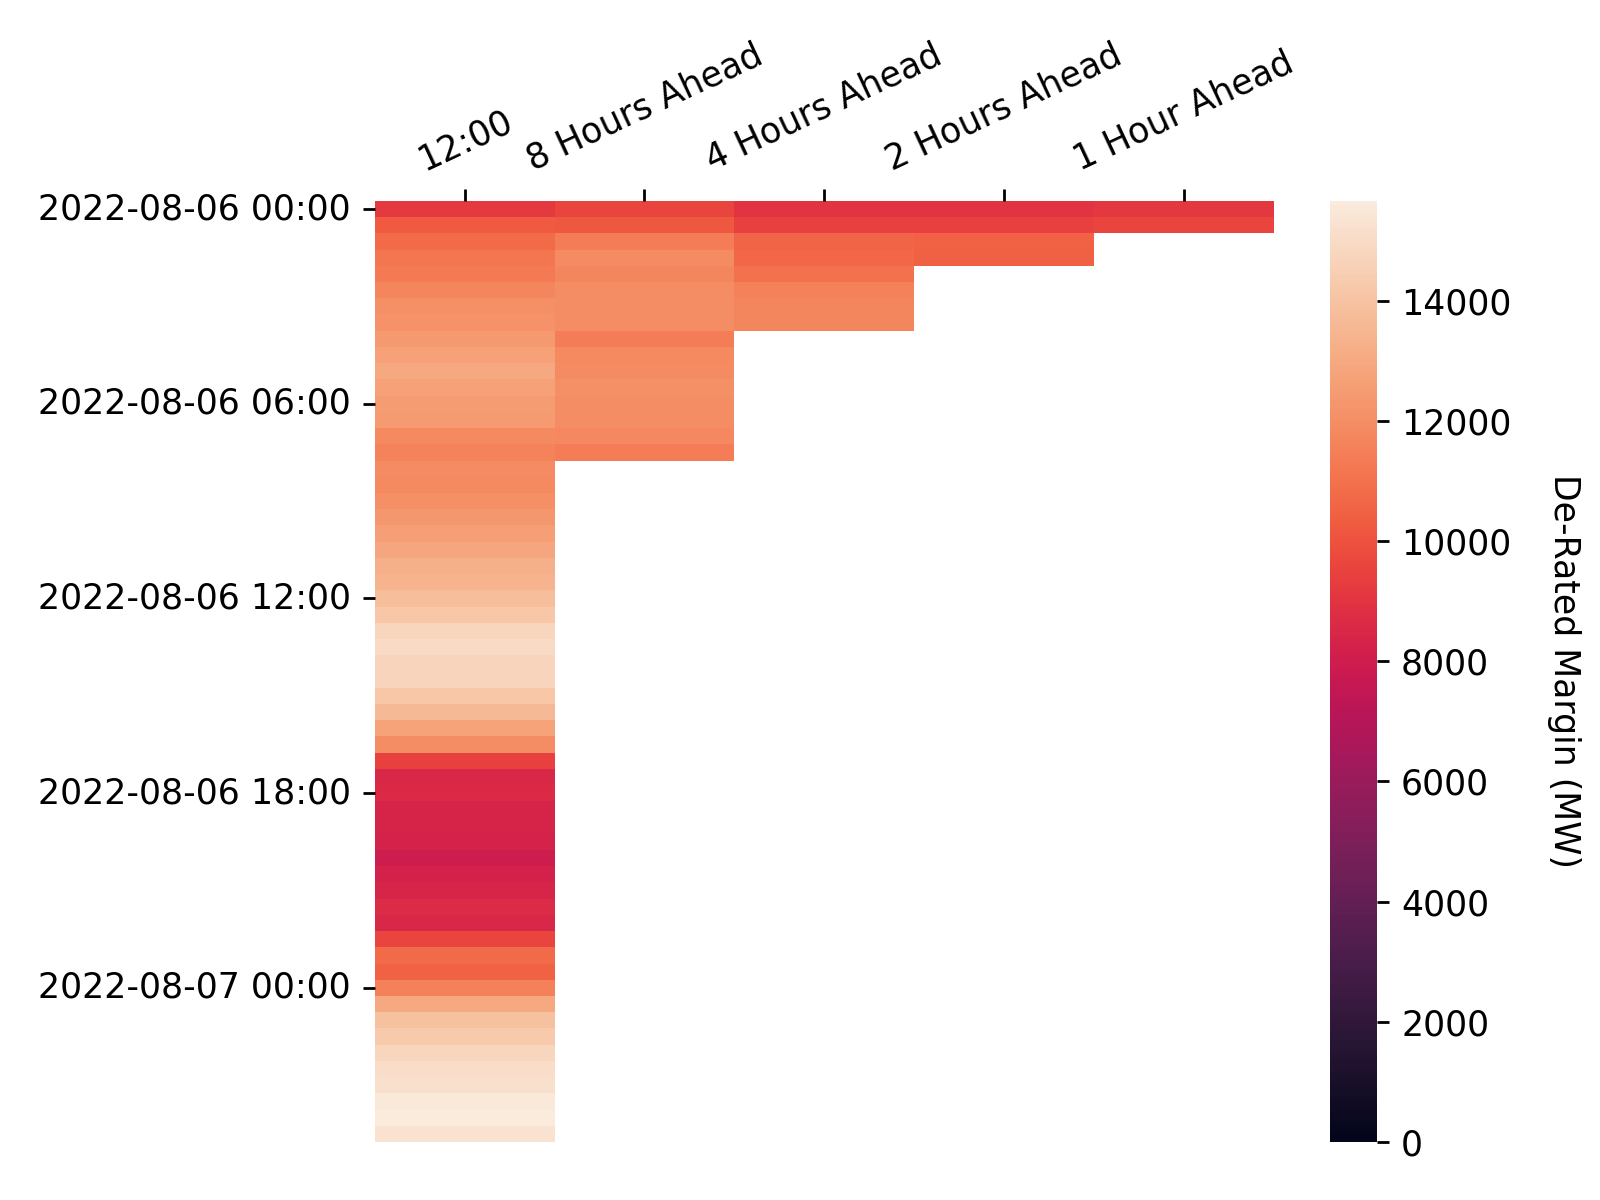 12:00
8 Hours Ahead
4 Hours Ahead
2 Hours Ahead
1 Hour Ahead
2022-08-06 00:00
2022-08-06 06:00
2022-08-06 12:00
2022-08-06 18:00
2022-08-07 00:00
14000
12000
10000
8000
6000
4000
2000
0
De-Rated Margin (MW)